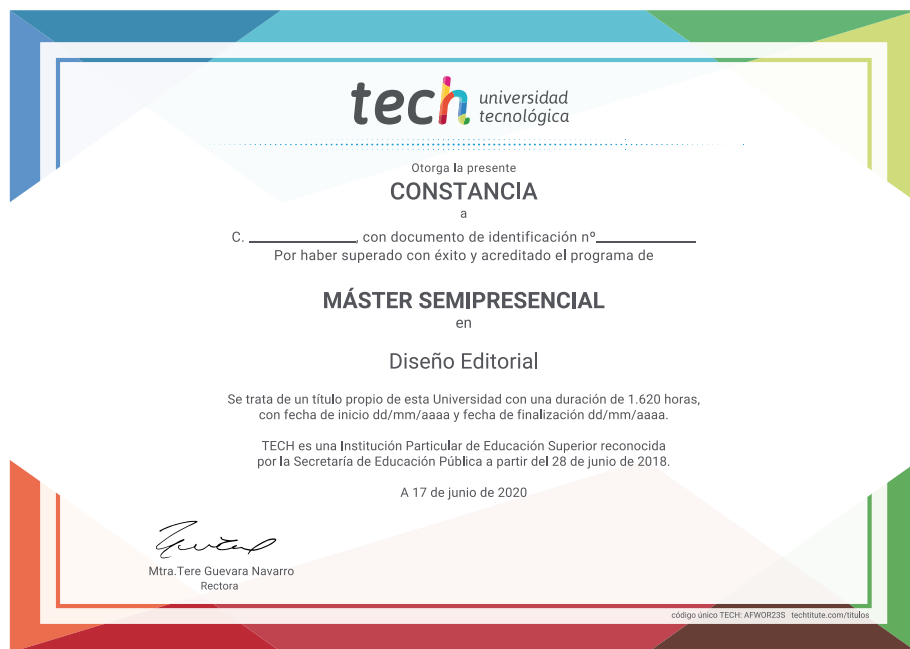 tech universidad
tecnológica
Otorga la presente
CONSTANCIA
a
C. ____________, con documento de identificación nº____________
Por haber superado con éxito y acreditado el programa de
MÁSTER SEMIPRESENCIAL
en
Diseño Editorial
Se trata de un título propio de esta Universidad con una duración de 1.620 horas,
con fecha de inicio dd/mm/aaaa y fecha de finalización dd/mm/aaaa.
TECH es una Institución Particular de Educación Superior reconocida
por la Secretaría de Educación Pública a partir del 28 de junio de 2018.
A 17 de junio de 2020
Mtra.Tere Guevara Navarro
Rectora
código único TECH: AFWOR23S techtitute.com/titulos